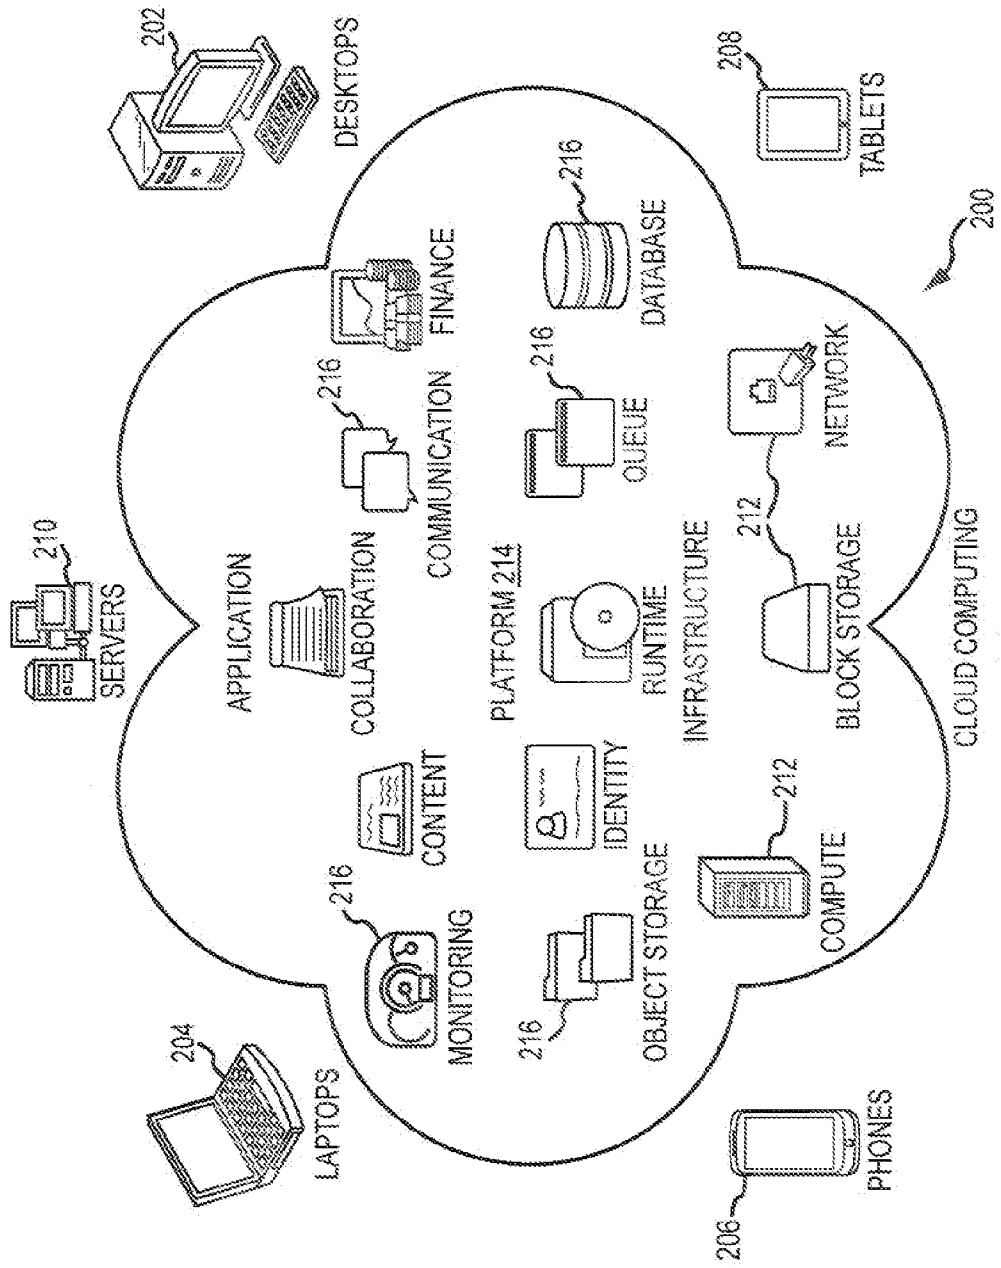 210
SERVERS
204
LAPTOPS
202
DESKTOPS
APPLICATION
216
MONITORING
CONTENT
COLLABORATION
216
COMMUNICATION
FINANCE
PLATFORM 214
216
OBJECT STORAGE
IDENTITY
RUNTIME
216
QUEUE
216
DATABASE
INFRASTRUCTURE
212
COMPUTE
BLOCK STORAGE
212
NETWORK
206
PHONES
208
TABLETS
CLOUD COMPUTING
200